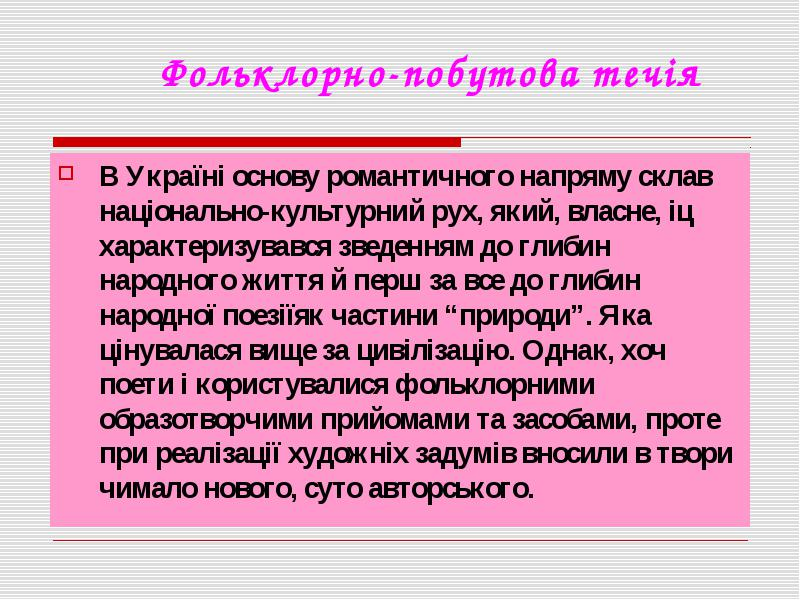 Фольклорно-побутова течія
В Україні основу романтичного напряму склав
національно-культурний рух, який, власне, іц
характеризувався зведенням до глибин
народного життя й перш за все до глибин
народної поезіїяк частини “природи”. Яка
цінувалася вище за цивілізацію. Однак, хоч
поети і користувалися фольклорними
образотворчими прийомами та засобами, проте
при реалізації художніх задумів вносили в твори
чимало нового, суто авторського.